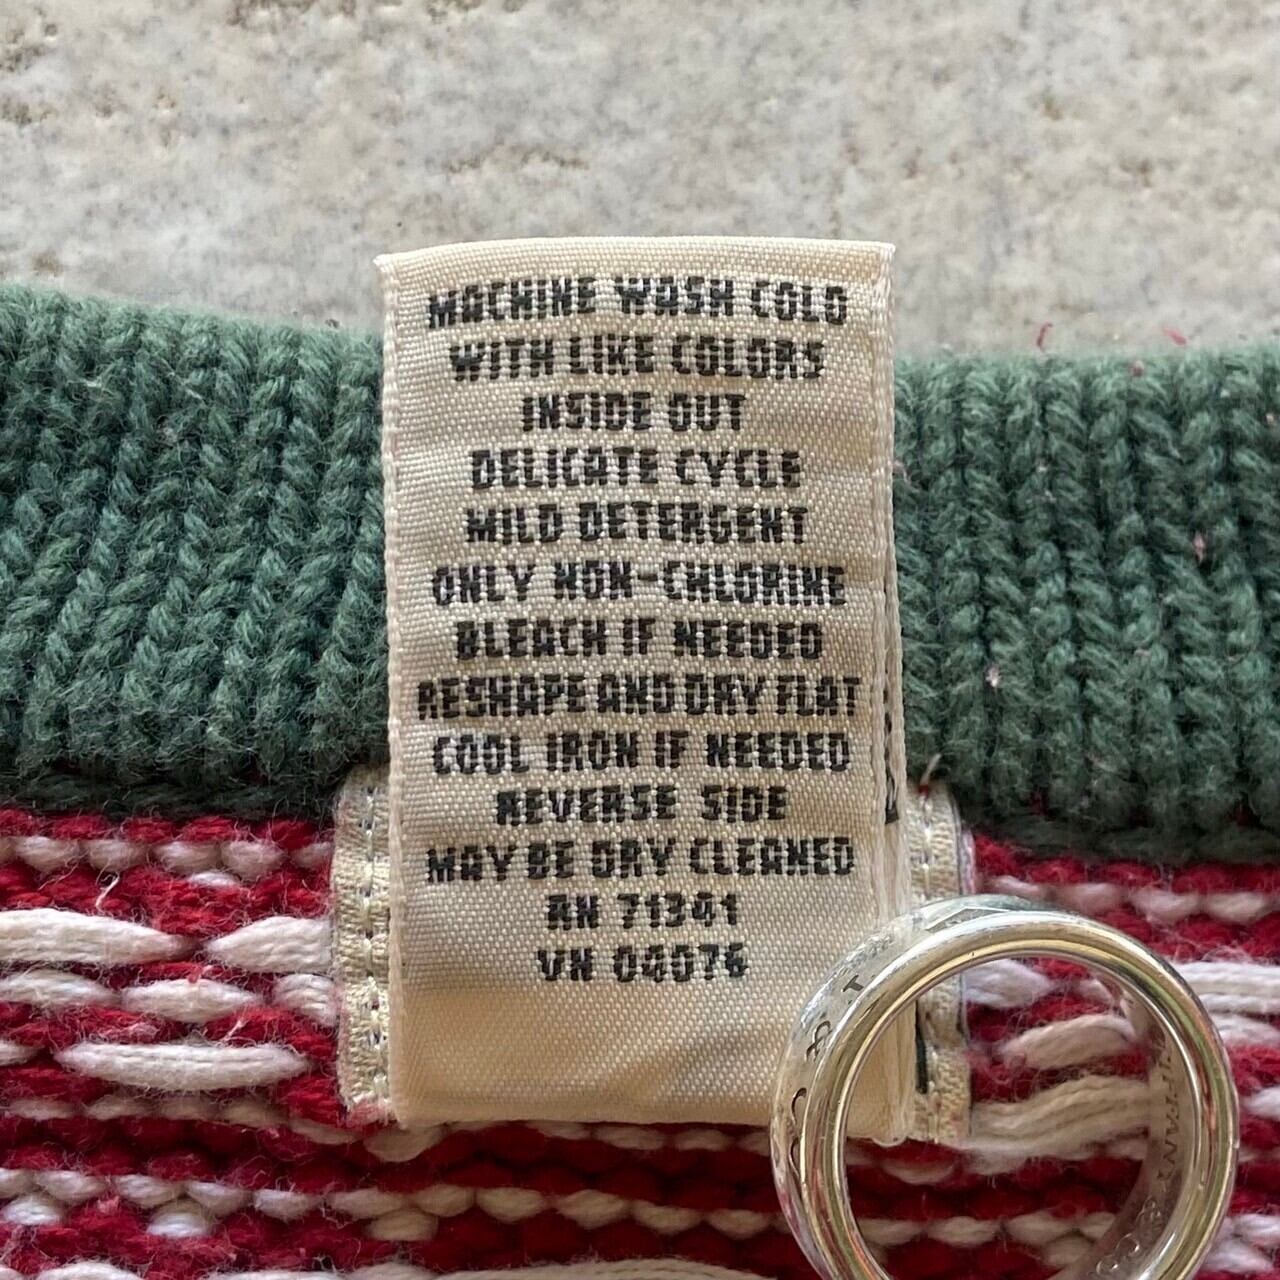 MACHINE WASH COLD
WITH LIKE COLORS
INSIDE OUT
DELICATE CYCLE
MILD DETERGENT
ONLY NON-CHLORINE
BLEACH IF NEEDED
RESHAPE AND DRY FLAT
COOL IRON IF NEEDED
REVERSE SIDE
MAY BE DRY CLEANED
RN 71341
VN 00076